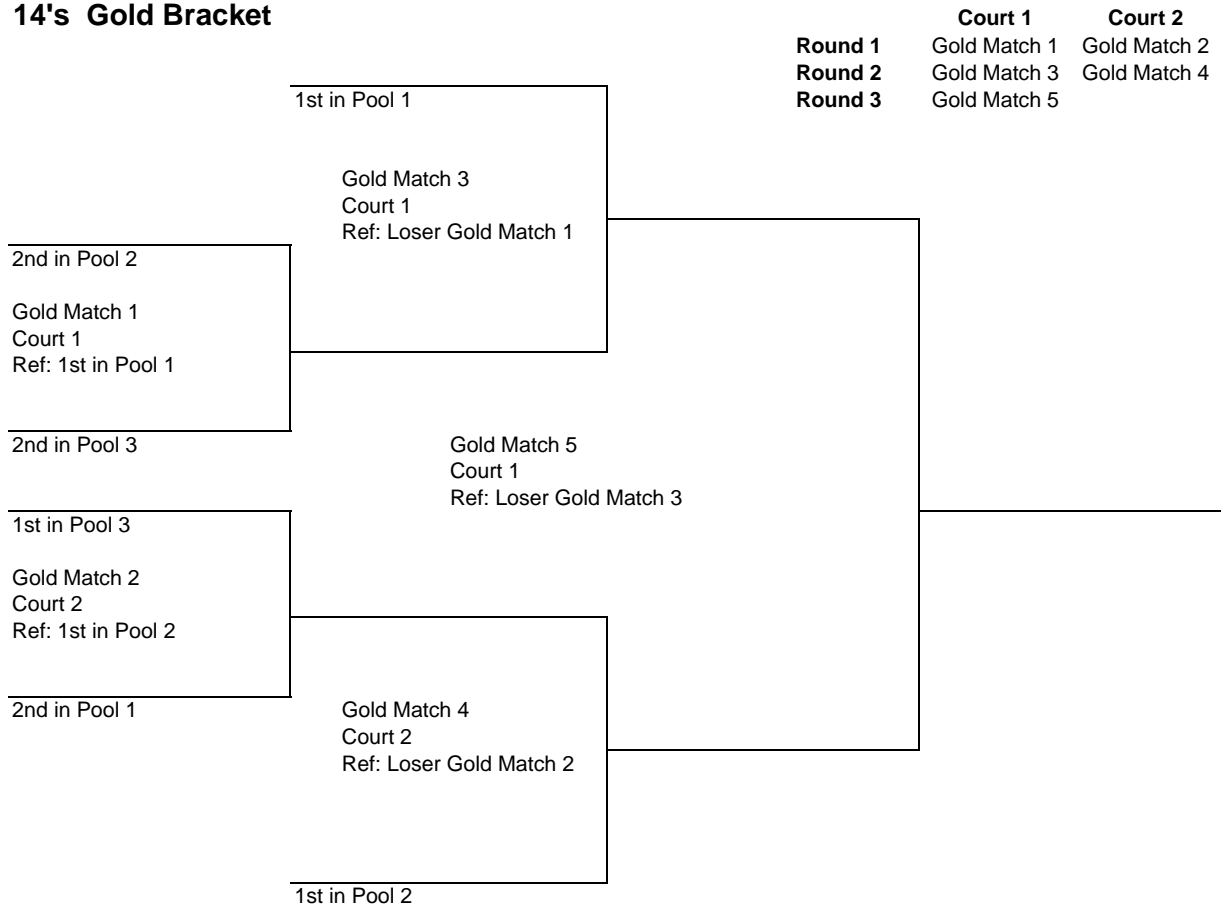 14's  Gold Bracket
Court 1 Court 2
Round 1 Gold Match 1 Gold Match 2
Round 2 Gold Match 3 Gold Match 4
Round 3 Gold Match 5
1st in Pool 1
Gold Match 3
Court 1
Ref: Loser Gold Match 1
2nd in Pool 2
Gold Match 1
Court 1
Ref: 1st in Pool 1
2nd in Pool 3
Gold Match 5
Court 1
Ref: Loser Gold Match 3
1st in Pool 3
Gold Match 2
Court 2
Ref: 1st in Pool 2
2nd in Pool 1
Gold Match 4
Court 2
Ref: Loser Gold Match 2
1st in Pool 2